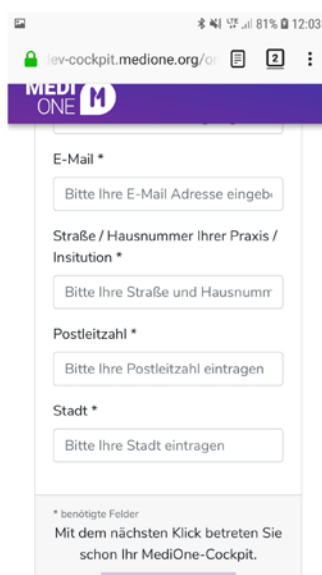 81% 12:03
dev-cockpit.medione.org/or
2
MEDI
ONE M
E-Mail *
Bitte Ihre E-Mail Adresse eingeb
Straße / Hausnummer Ihrer Praxis /
Insitution *
Bitte Ihre Straße und Hausnumm
Postleitzahl *
Bitte Ihre Postleitzahl eintragen
Stadt *
Bitte Ihre Stadt eintragen
* benötigte Felder
Mit dem nächsten Klick betreten Sie
schon Ihr MediOne-Cockpit.